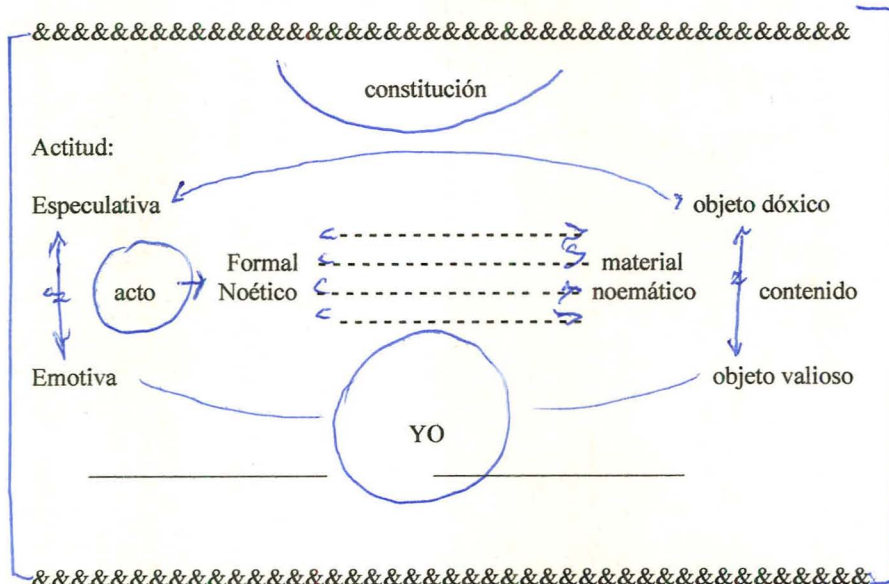 &&&&&&&&&&&&&&&&&&&&&&&&&&&&&&&&&&&&&&&&&&
constitución
Actitud:
Especulativa objeto dóxico
Formal material
acto Noético noemático contenido
Emotiva objeto valioso
YO
&&&&&&&&&&&&&&&&&&&&&&&&&&&&&&&&&&&&&&&&&&&